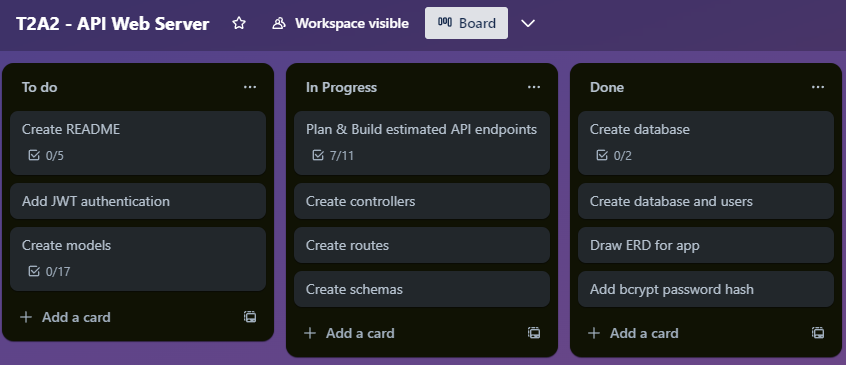 T2A2 - API Web Server
Workspace visible
Board
To do
Create README
0/5
Add JWT authentication
Create models
0/17
Add a card
In Progress
Plan & Build estimated API endpoints
7/11
Create controllers
Create routes
Create schemas
Add a card
Done
Create database
0/2
Create database and users
Draw ERD for app
Add bcrypt password hash
Add a card